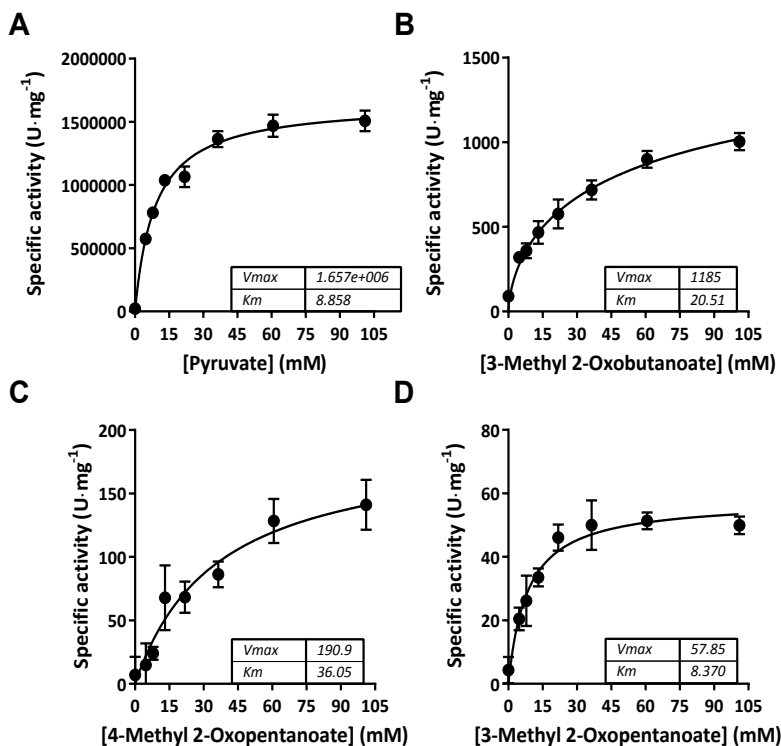 A
Specific activity (U·mg⁻¹)
2000000
1500000
1000000
500000
0
0 15 30 45 60 75 90 105
[Pyruvate] (mM)
Vmax 1.657e+006
Km 8.858
B
Specific activity (U·mg⁻¹)
1500
1000
500
0
0 15 30 45 60 75 90 105
[3-Methyl 2-Oxobutanoate] (mM)
Vmax 1185
Km 20.51
C
Specific activity (U·mg⁻¹)
200
150
100
50
0
0 15 30 45 60 75 90 105
[4-Methyl 2-Oxopentanoate] (mM)
Vmax 190.9
Km 36.05
D
Specific activity (U·mg⁻¹)
80
60
40
20
0
0 15 30 45 60 75 90 105
[3-Methyl 2-Oxopentanoate] (mM)
Vmax 57.85
Km 8.370